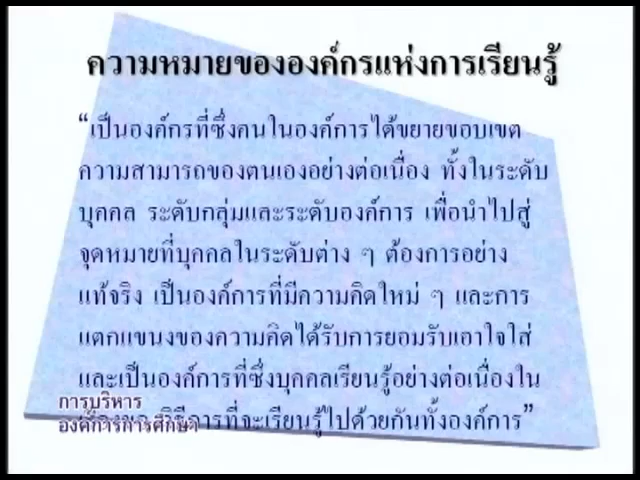 ความหมายขององค์กรแห่งการเรียนรู้
“เป็นองค์กรที่ซึ่งคนในองค์การได้ขยายขอบเขต
ความสามารถของตนเองอย่างต่อเนื่อง ทั้งในระดับ
บุคคล ระดับกลุ่มและระดับองค์การ เพื่อนำไปสู่
จุดหมายที่บุคคลในระดับต่าง ๆ ต้องการอย่าง
แท้จริง เป็นองค์การที่มีความคิดใหม่ ๆ และการ
แตกแขนงของความคิดได้รับการยอมรับเอาใจใส่
และเป็นองค์การที่ซึ่งบุคคลเรียนรู้อย่างต่อเนื่องใน
วิธีการที่จะเรียนรู้ไปด้วยกันทั้งองค์การ”
การบริหาร
องค์การการศึกษา